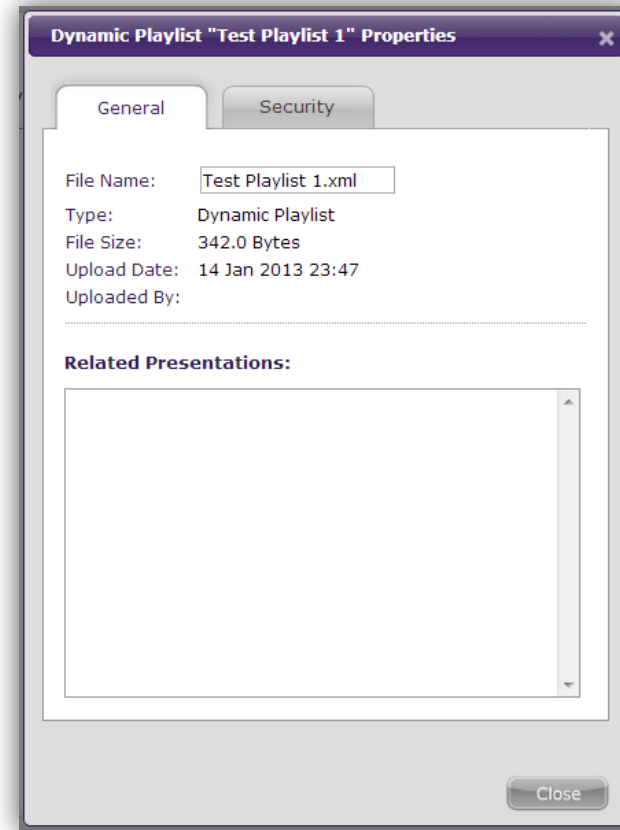 Dynamic Playlist "Test Playlist 1" Properties
General
Security
File Name: Test Playlist 1.xml
Type: Dynamic Playlist
File Size: 342.0 Bytes
Upload Date: 14 Jan 2013 23:47
Uploaded By:
Related Presentations:
Close